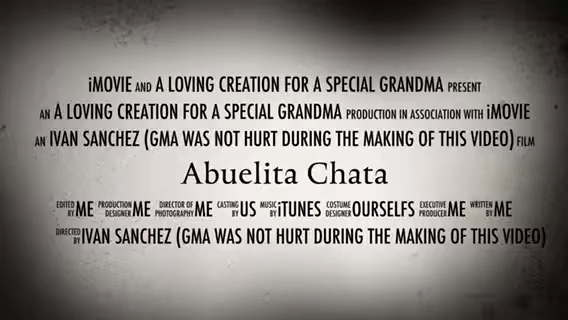 iMOVIE AND A LOVING CREATION FOR A SPECIAL GRANDMA PRESENT
AN A LOVING CREATION FOR A SPECIAL GRANDMA PRODUCTION IN ASSOCIATION WITH iMOVIE
AN IVAN SANCHEZ (GMA WAS NOT HURT DURING THE MAKING OF THIS VIDEO) FILM
Abuelita Chata
EDITED BY ME PRODUCTION DESIGNER ME DIRECTOR OF PHOTOGRAPHY ME CASTING BY US MUSIC BY iTUNES COSTUME DESIGNER OURSELFS EXECUTIVE PRODUCER ME WRITTEN BY ME
DIRECTED BY IVAN SANCHEZ (GMA WAS NOT HURT DURING THE MAKING OF THIS VIDEO)